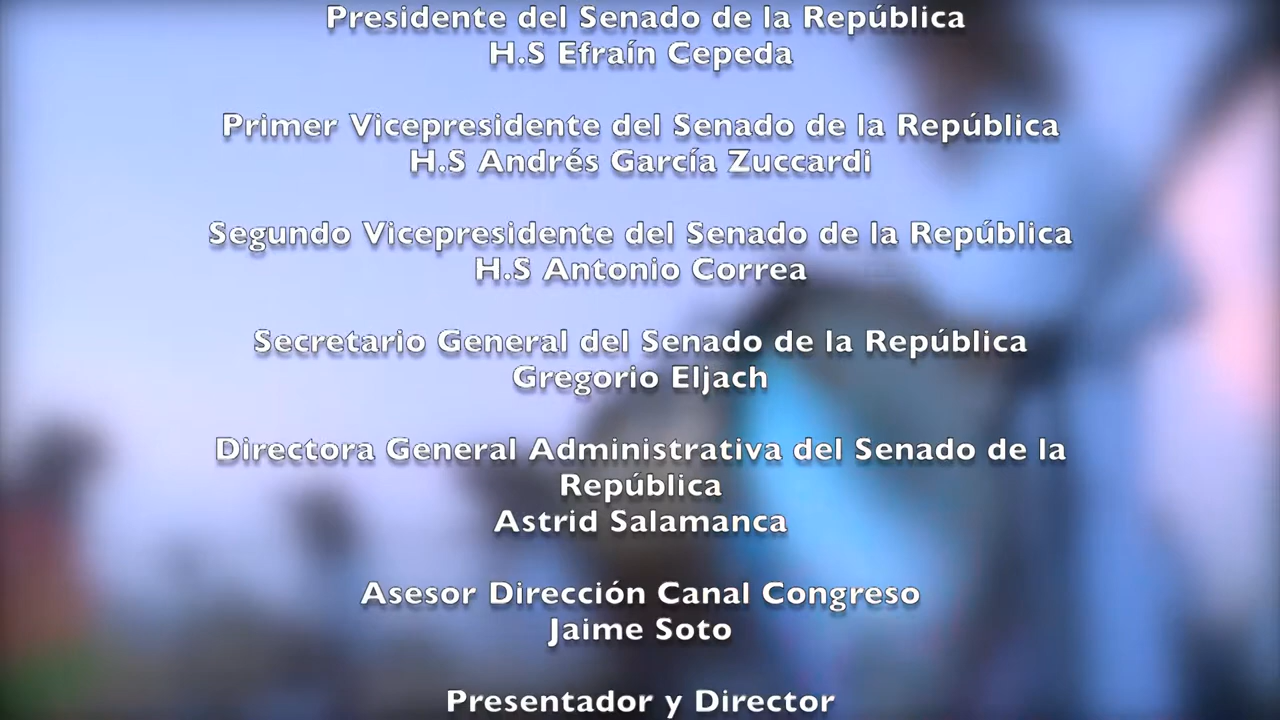 Presidente del Senado de la República
H.S Efraín Cepeda
Primer Vicepresidente del Senado de la República
H.S Andrés García Zuccardi
Segundo Vicepresidente del Senado de la República
H.S Antonio Correa
Secretario General del Senado de la República
Gregorio Eljach
Directora General Administrativa del Senado de la
República
Astrid Salamanca
Asesor Dirección Canal Congreso
Jaime Soto
Presentador y Director